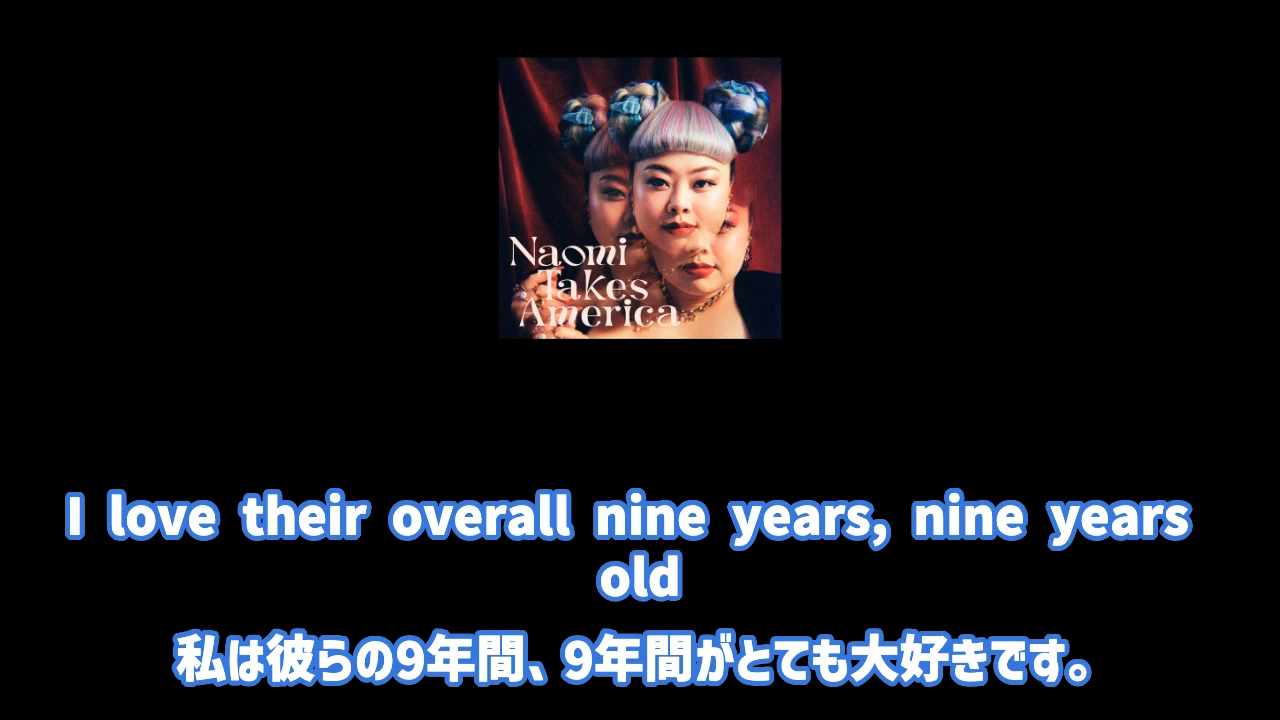 Naomi
Takes
America
I love their overall nine years, nine years
old
私は彼らの9年間、9年間がとても大好きです。